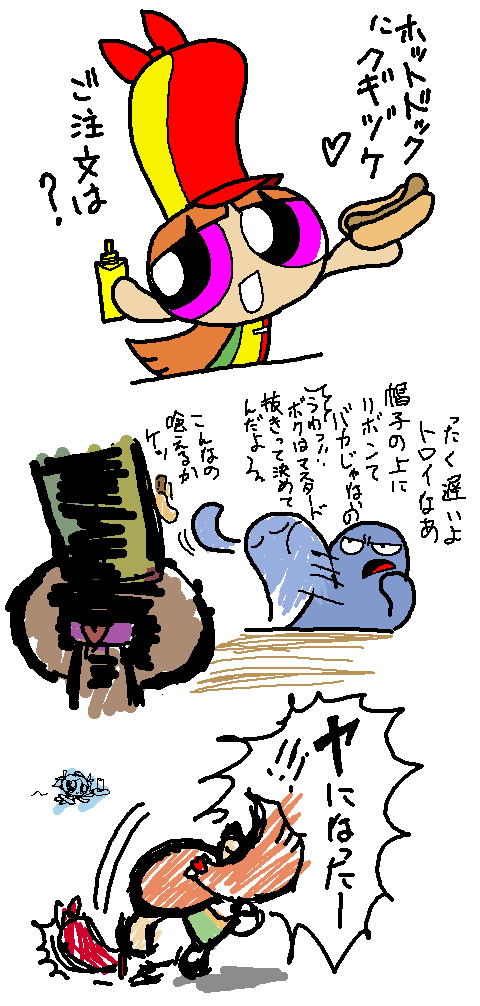 ホットドック
にクギヅケ♡
ご注文は?
ったく遅いよ
トロイなぁ
帽子の上に
リボンて
バカじゃないの
うわっ!!
ボクはマスタード
抜きって決めて
んだよ
こんなの
喰えるか
ケッ
ヤになったー
!!!